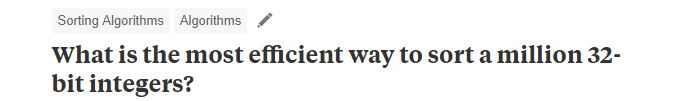 Sorting Algorithms Algorithms
What is the most efficient way to sort a million 32-
bit integers?